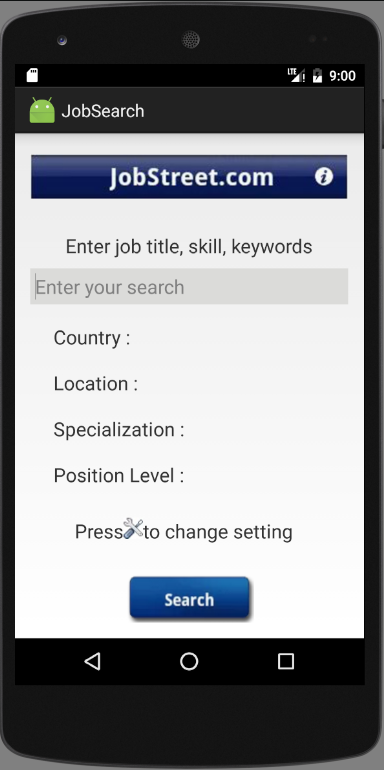 LTE 9:00
JobSearch
JobStreet.com i
Enter job title, skill, keywords
Enter your search
Country :
Location :
Specialization :
Position Level :
Press to change setting
Search